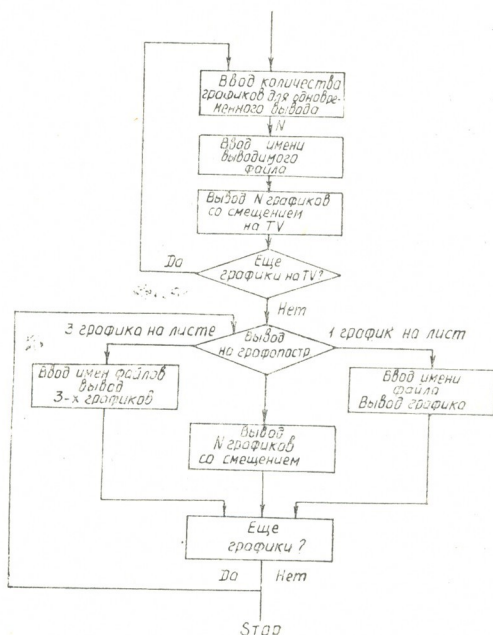 Ввод количества
графиков для одновре-
менного вывода
N
Ввод имени
выводимого
файла
Вывод N графиков
со смещением
на TV
Да
Еще
графики на TV?
Нет
3 графика на листе
Вывод
на графопостр.
1 график на лист
Ввод имен файлов
вывод
3-х графиков
Ввод имени
файла
Вывод графика
Вывод
N графиков
со смещением
Еще
графики?
Да
Нет
Stop